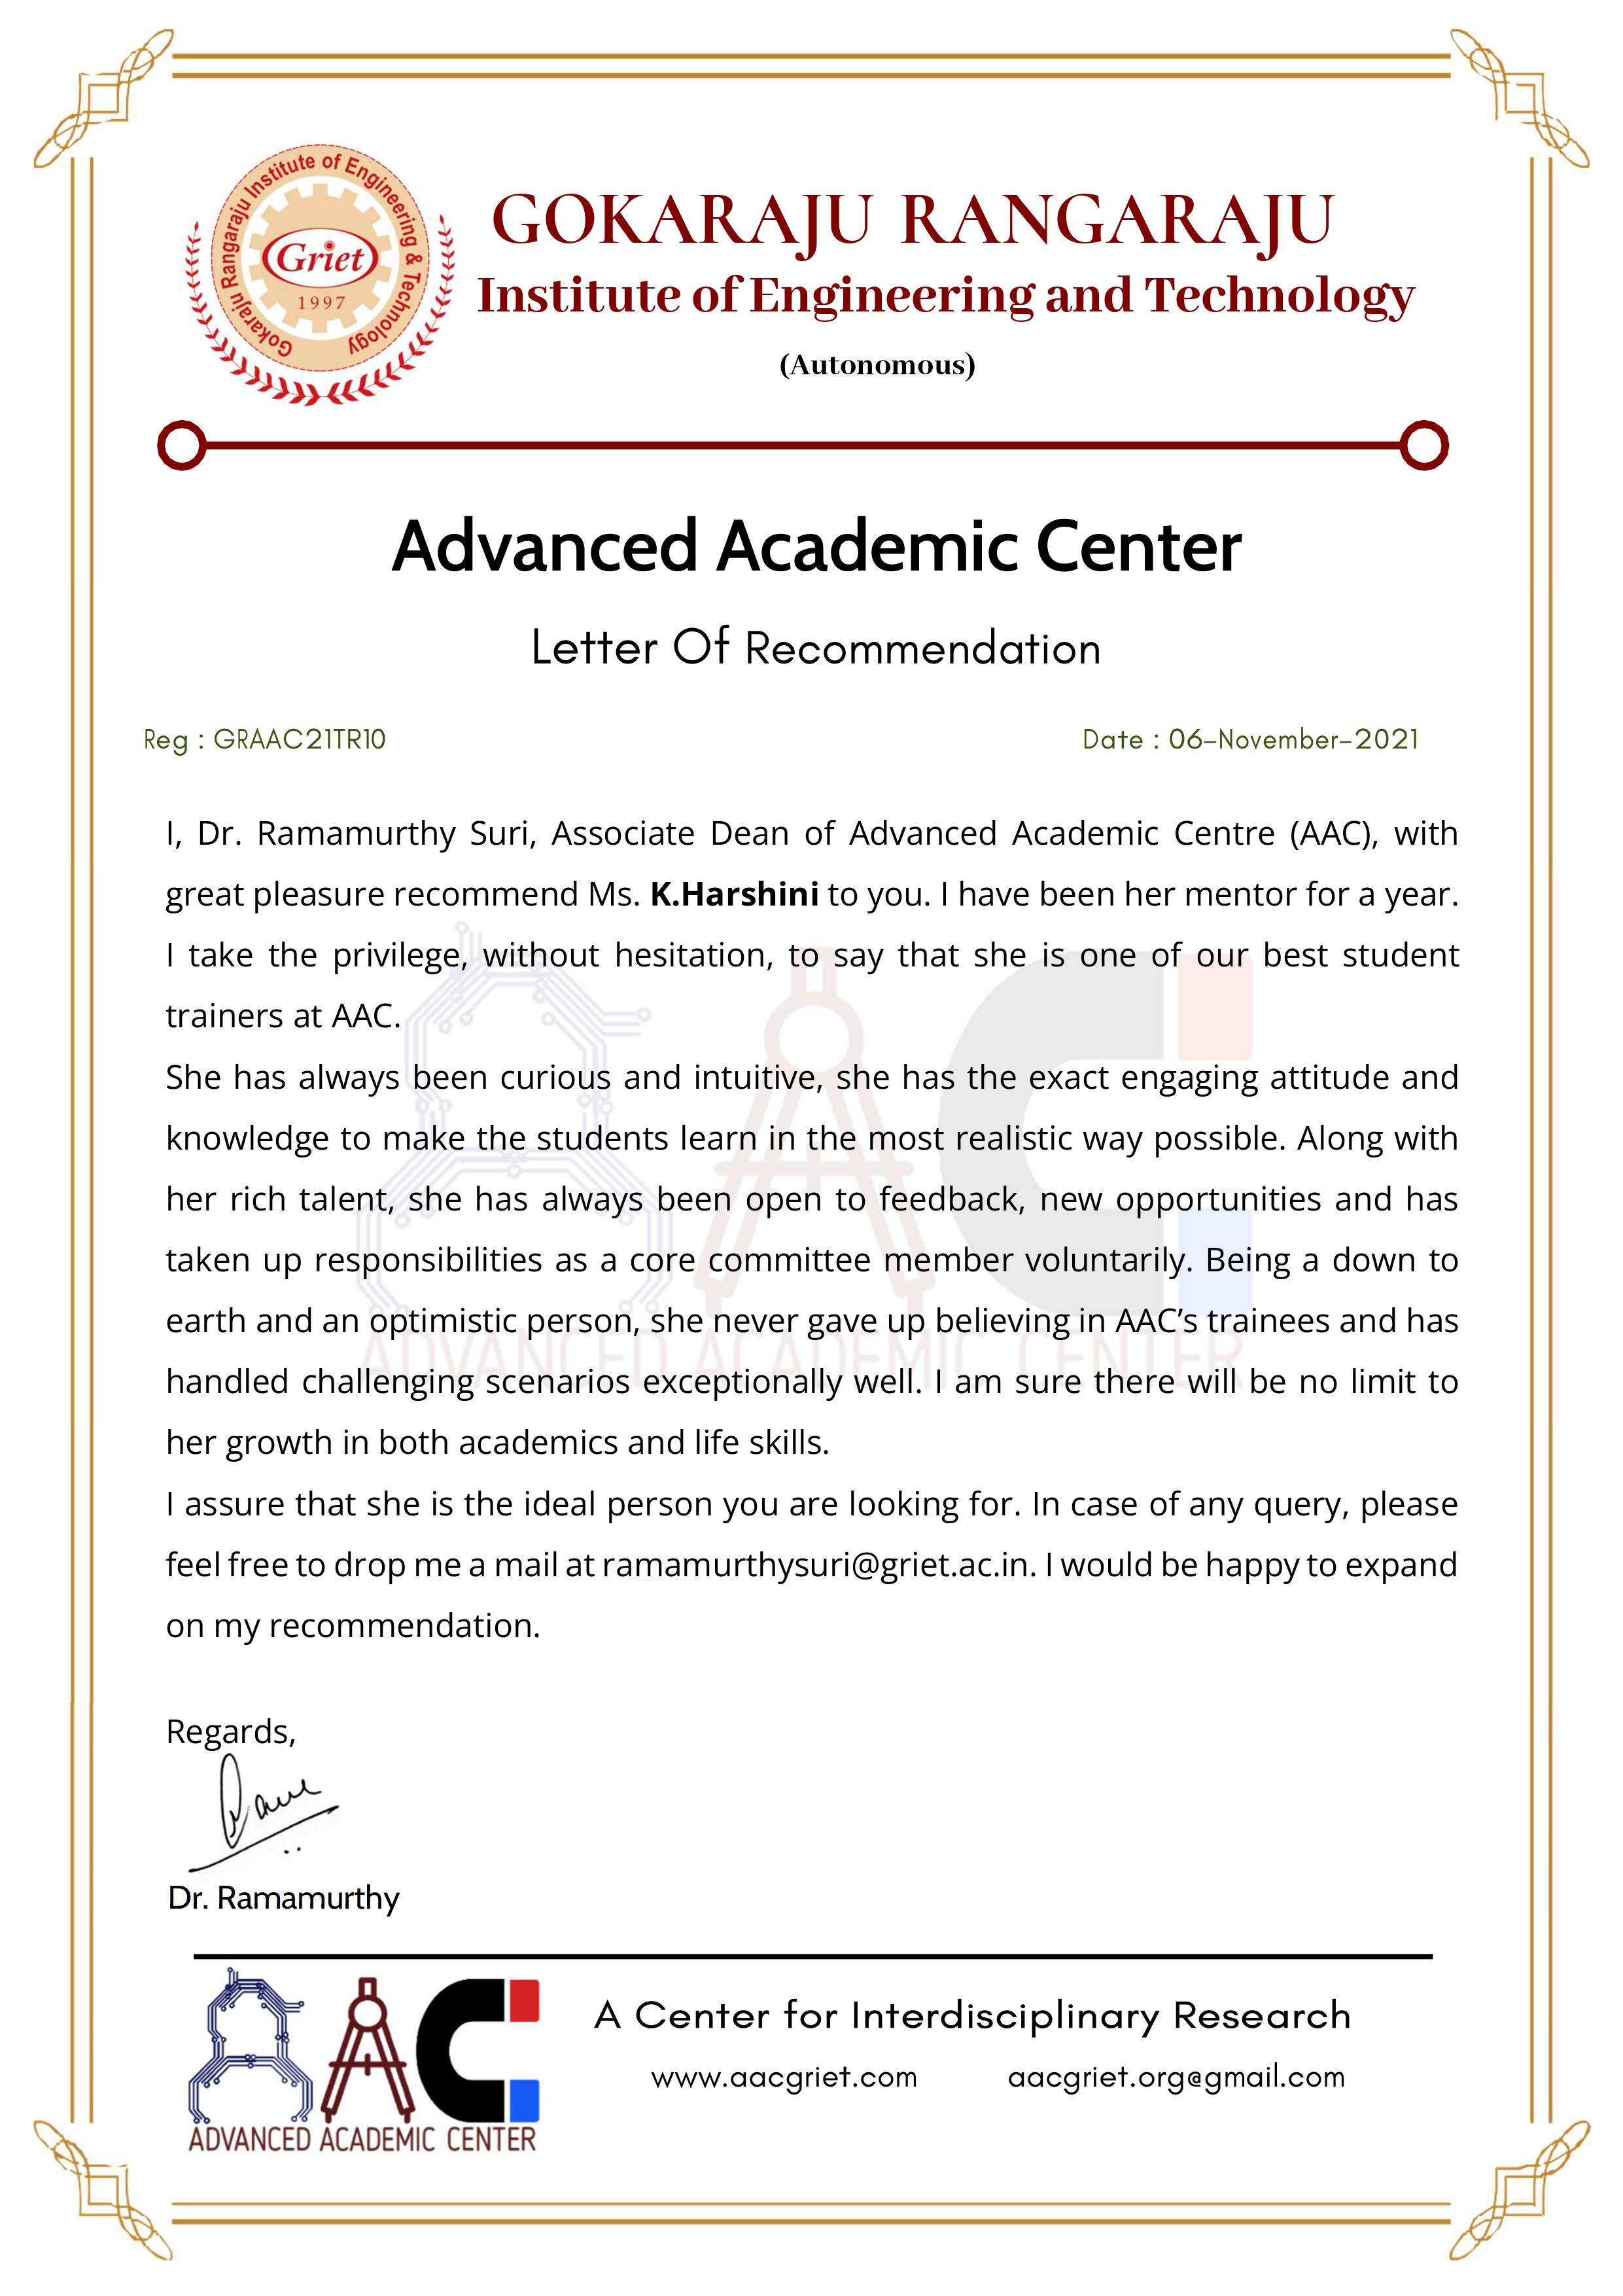 Gokaraju Rangaraju Institute of Engineering & Technology
Griet
1997
GOKARAJU RANGARAJU
Institute of Engineering and Technology
(Autonomous)
Advanced Academic Center
Letter Of Recommendation
Reg : GRAAC21TR10
Date : 06-November-2021
I, Dr. Ramamurthy Suri, Associate Dean of Advanced Academic Centre (AAC), with
great pleasure recommend Ms. K.Harshini to you. I have been her mentor for a year.
I take the privilege, without hesitation, to say that she is one of our best student
trainers at AAC.
She has always been curious and intuitive, she has the exact engaging attitude and
knowledge to make the students learn in the most realistic way possible. Along with
her rich talent, she has always been open to feedback, new opportunities and has
taken up responsibilities as a core committee member voluntarily. Being a down to
earth and an optimistic person, she never gave up believing in AAC’s trainees and has
handled challenging scenarios exceptionally well. I am sure there will be no limit to
her growth in both academics and life skills.
I assure that she is the ideal person you are looking for. In case of any query, please
feel free to drop me a mail at ramamurthysuri@griet.ac.in. I would be happy to expand
on my recommendation.
ADVANCED ACADEMIC CENTER
Regards,
Dr. Ramamurthy
AAC
ADVANCED ACADEMIC CENTER
A Center for Interdisciplinary Research
www.aacgriet.com
aacgriet.org@gmail.com